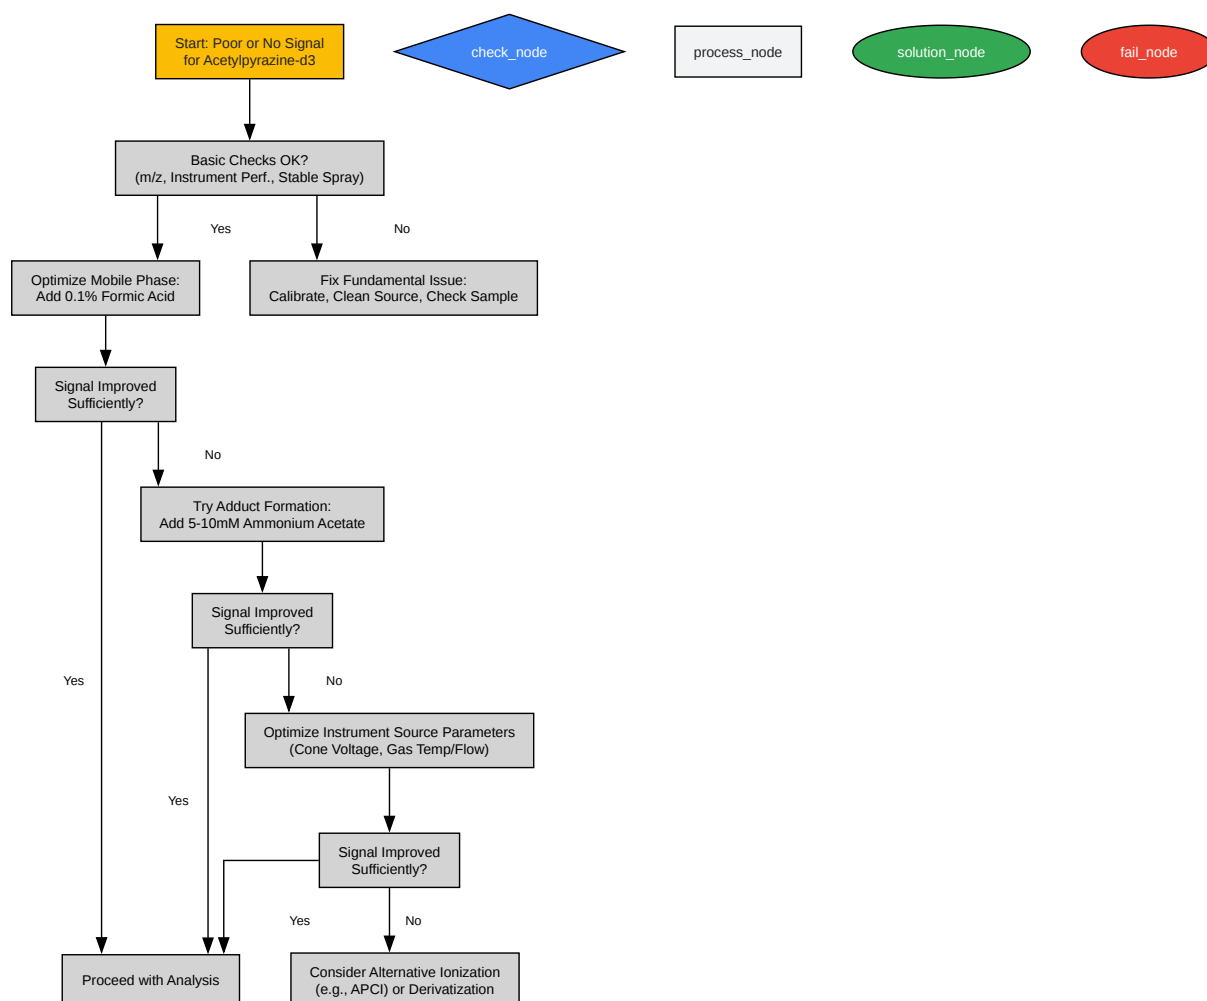 Start: Poor or No Signal
for Acetylpyrazine-d3
check_node
process_node
solution_node
fail_node
Basic Checks OK?
(m/z, Instrument Perf., Stable Spray)
Yes
No
Optimize Mobile Phase:
Add 0.1% Formic Acid
Fix Fundamental Issue:
Calibrate, Clean Source, Check Sample
Signal Improved
Sufficiently?
No
Try Adduct Formation:
Add 5-10mM Ammonium Acetate
Signal Improved
Sufficiently?
Yes
No
Optimize Instrument Source Parameters
(Cone Voltage, Gas Temp/Flow)
Yes
Signal Improved
Sufficiently?
Yes
No
Proceed with Analysis
Consider Alternative Ionization
(e.g., APCI) or Derivatization